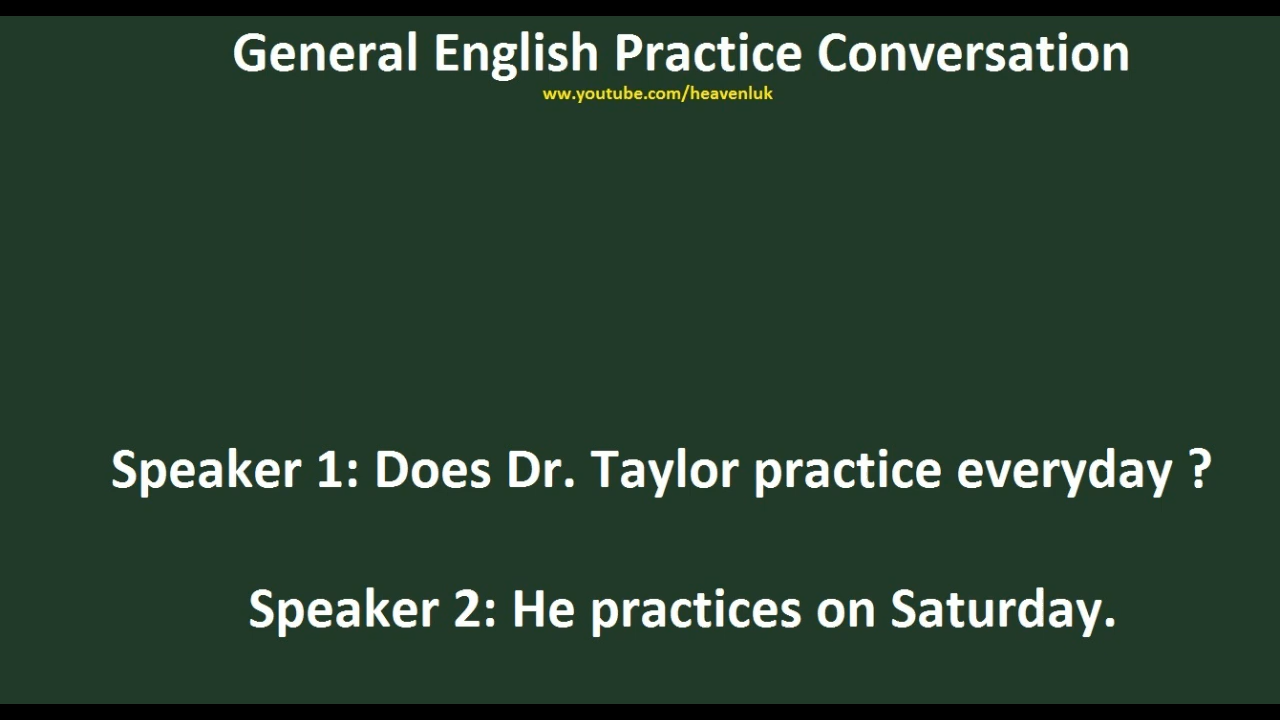 General English Practice Conversation
ww.youtube.com/heavenluk
Speaker 1: Does Dr. Taylor practice everyday ?
Speaker 2: He practices on Saturday.